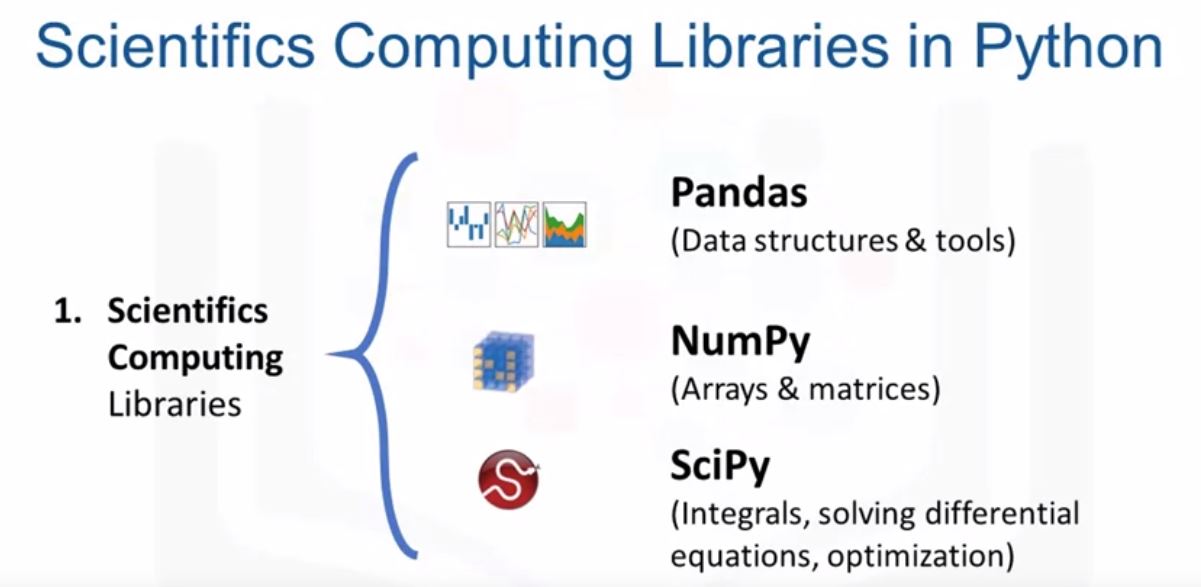 Scientifics Computing Libraries in Python
1. Scientifics
Computing
Libraries
Pandas
(Data structures & tools)
NumPy
(Arrays & matrices)
SciPy
(Integrals, solving differential
equations, optimization)